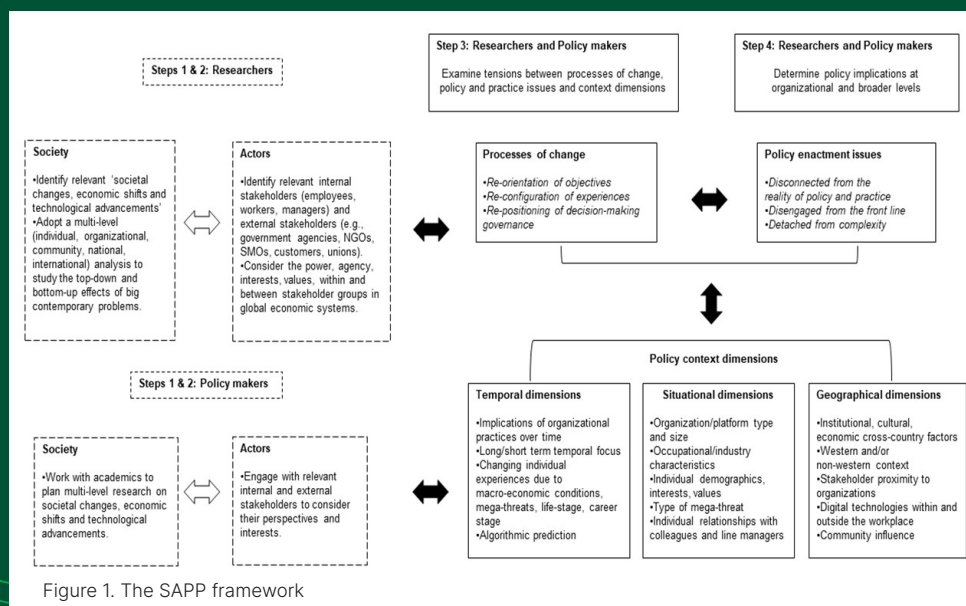 Steps 1 & 2: Researchers
Step 3: Researchers and Policy makers
Examine tensions between processes of change,
policy and practice issues and context dimensions
Step 4: Researchers and Policy makers
Determine policy implications at
organizational and broader levels
Society
•Identify relevant ‘societal
changes, economic shifts and
technological advancements’
•Adopt a multi-level
(individual, organizational,
community, national,
international) analysis to
study the top-down and
bottom-up effects of big
contemporary problems.
Actors
•Identify relevant internal
stakeholders (employees,
workers, managers) and
external stakeholders (e.g.,
government agencies, NGOs,
SMOs, customers, unions).
•Consider the power, agency,
interests, values, within and
between stakeholder groups in
global economic systems.
Processes of change
•Re-orientation of objectives
•Re-configuration of experiences
•Re-positioning of decision-making
governance
Policy enactment issues
•Disconnected from the
reality of policy and practice
•Disengaged from the front line
•Detached from complexity
Steps 1 & 2: Policy makers
Society
•Work with academics to
plan multi-level research on
societal changes, economic
shifts and technological
advancements.
Actors
•Engage with relevant
internal and external
stakeholders to consider
their perspectives and
interests.
Policy context dimensions
Temporal dimensions
•Implications of organizational
practices over time
•Long/short term temporal focus
•Changing individual
experiences due to
macro-economic conditions,
mega-threats, life-stage, career
stage
•Algorithmic prediction
Situational dimensions
•Organization/platform type
and size
•Occupational/industry
characteristics
•Individual demographics,
interests, values
•Type of mega-threat
•Individual relationships with
colleagues and line managers
Geographical dimensions
•Institutional, cultural,
economic cross-country factors
•Western and/or
non-western context
•Stakeholder proximity to
organizations
•Digital technologies within and
outside the workplace
•Community influence
Figure 1. The SAPP framework